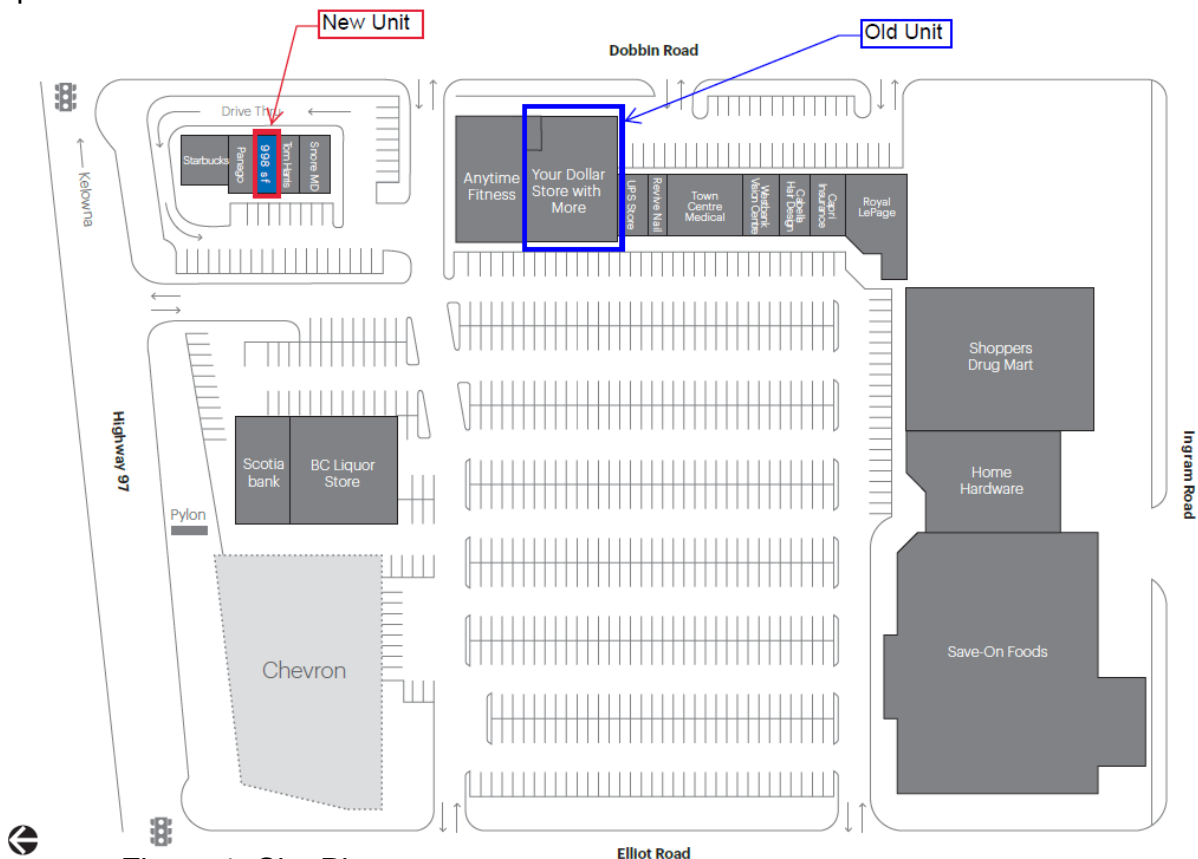 New Unit
Old Unit
Dobbin Road
Drive Thru
Kelowna
Starbucks
Panago
998 sf
Tom Harris
Snore MD
Anytime
Fitness
Your Dollar
Store with
More
UPS Store
Revive Nail
Town
Centre
Medical
Westbank
Vision Centre
Cabella
Hair Design
Capri
Insurance
Royal
LePage
Shoppers
Drug Mart
Highway 97
Scotia
bank
BC Liquor
Store
Home
Hardware
Ingram Road
Pylon
Chevron
Save-On Foods
Elliot Road